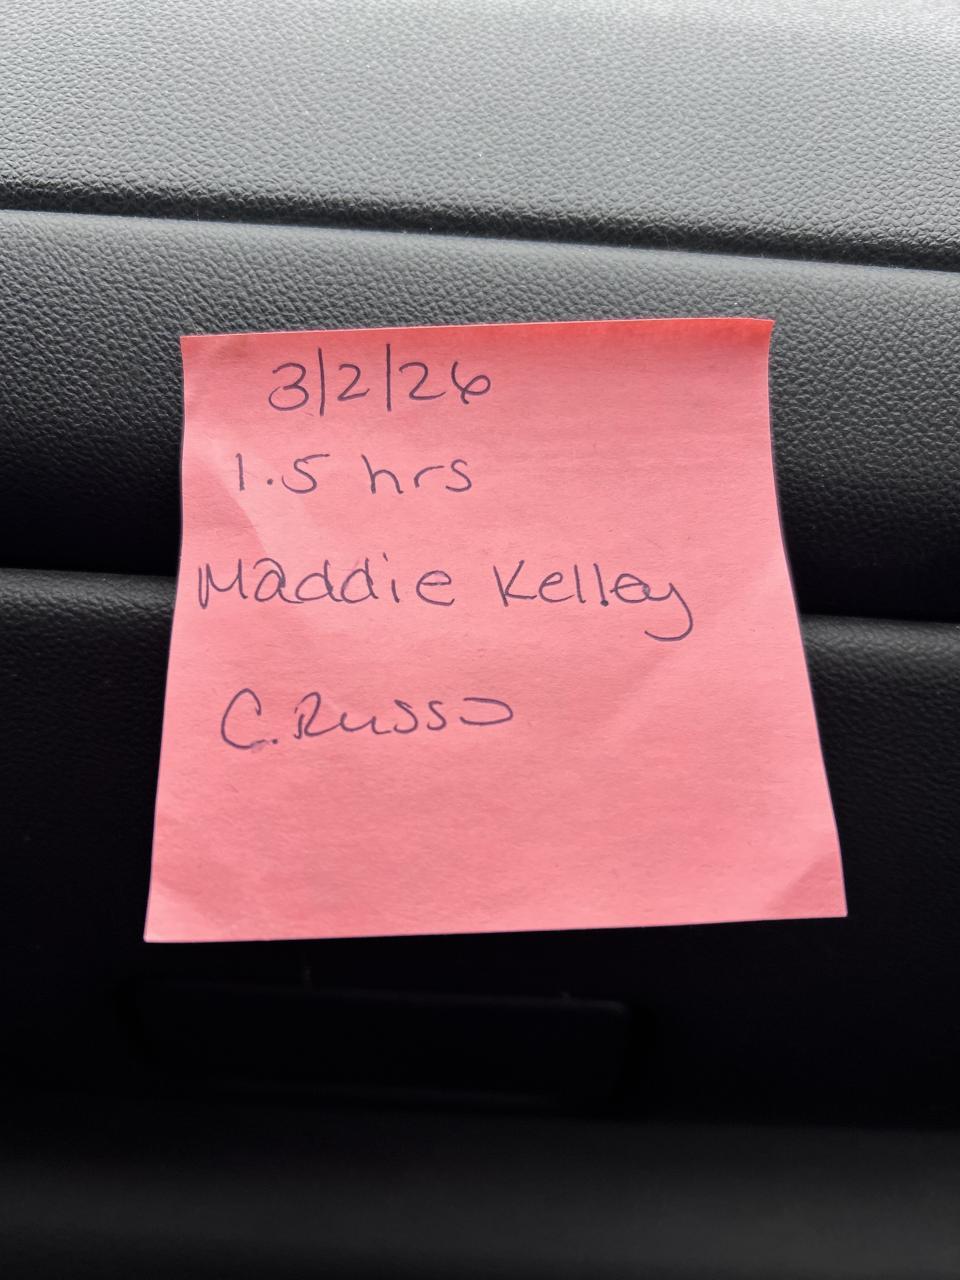 3/2/26
1.5 hrs
Maddie Kelley
C. Russo